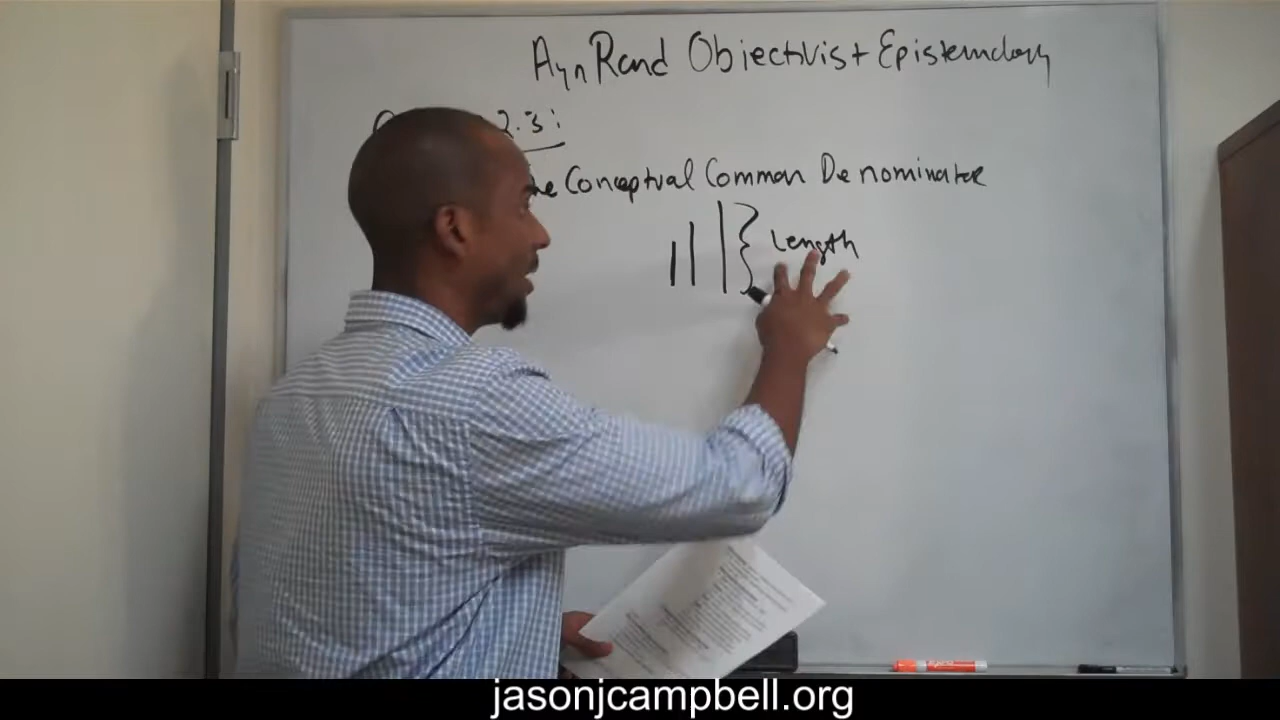 Ayn Rand Objectivist Epistemology
2.3:
Conceptual Common Denominator
Length
jasonjcampbell.org